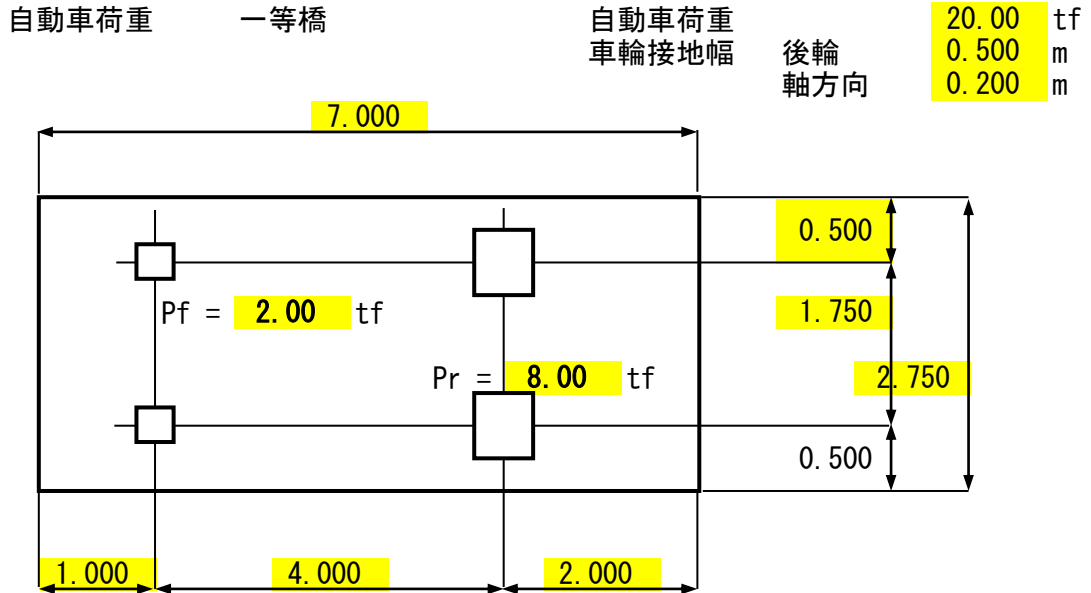 自動車荷重 一等橋 自動車荷重 20.00 tf
車輪接地幅 後輪 0.500 m
軸方向 0.200 m
7.000
0.500
Pf = 2.00 tf 1.750
Pr = 8.00 tf 2.750
0.500
1.000 4.000 2.000